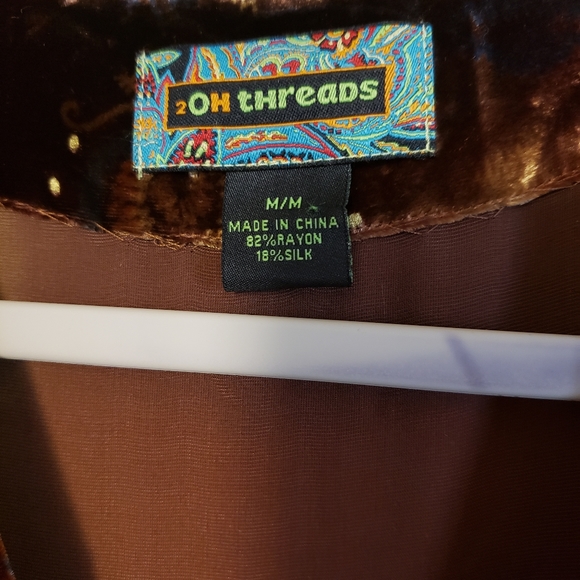 2OH threads
M/M
MADE IN CHINA
82%RAYON
18%SILK